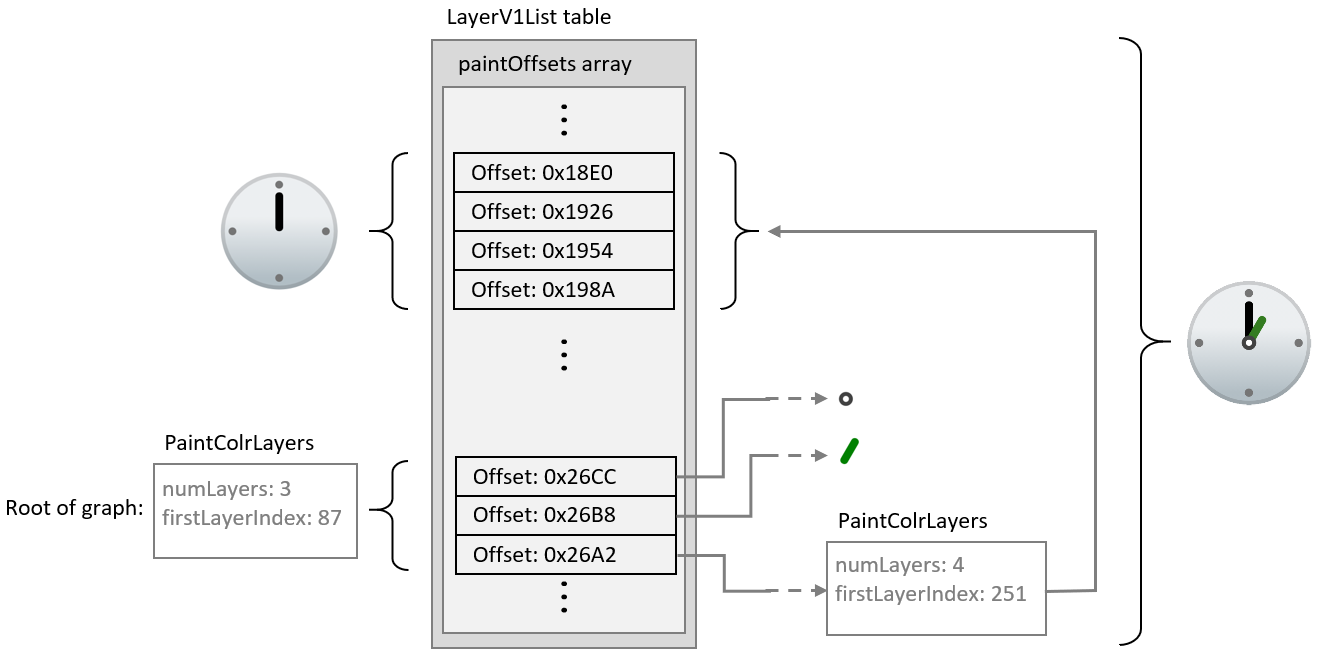 LayerV1List table
paintOffsets array
Offset: 0x18E0
Offset: 0x1926
Offset: 0x1954
Offset: 0x198A
PaintColrLayers
Root of graph:
numLayers: 3
firstLayerIndex: 87
Offset: 0x26CC
Offset: 0x26B8
Offset: 0x26A2
PaintColrLayers
numLayers: 4
firstLayerIndex: 251